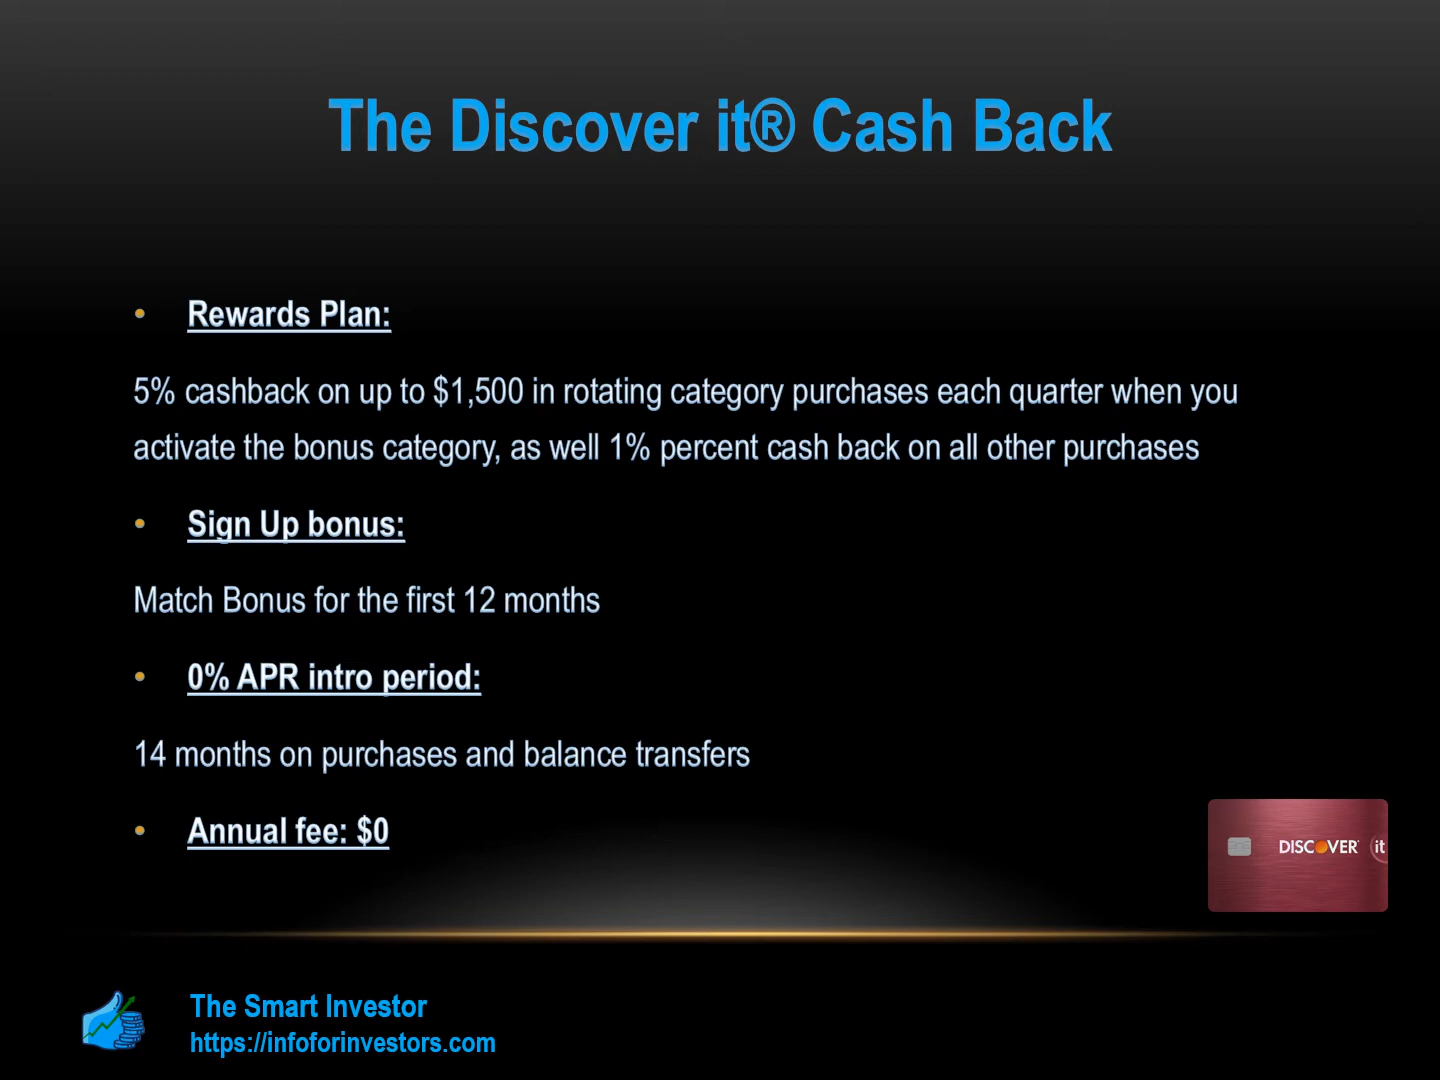 The Discover it® Cash Back
• Rewards Plan:
5% cashback on up to $1,500 in rotating category purchases each quarter when you
activate the bonus category, as well 1% percent cash back on all other purchases
• Sign Up bonus:
Match Bonus for the first 12 months
• 0% APR intro period:
14 months on purchases and balance transfers
• Annual fee: $0
DISCOVER it
The Smart Investor
https://infoforinvestors.com